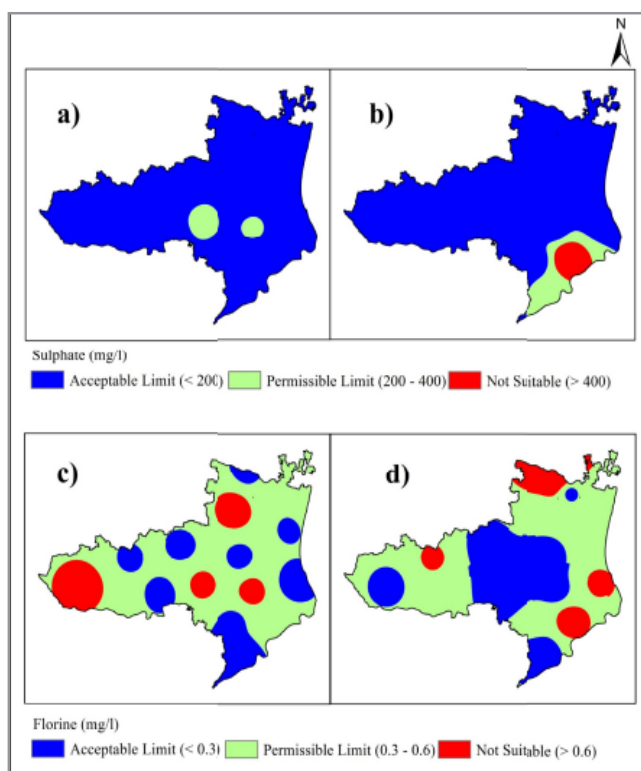 N
a)
b)
Sulphate (mg/l)
Acceptable Limit (< 200) Permissible Limit (200 - 400) Not Suitable (> 400)
c)
d)
Florine (mg/l)
Acceptable Limit (< 0.3) Permissible Limit (0.3 - 0.6) Not Suitable (> 0.6)